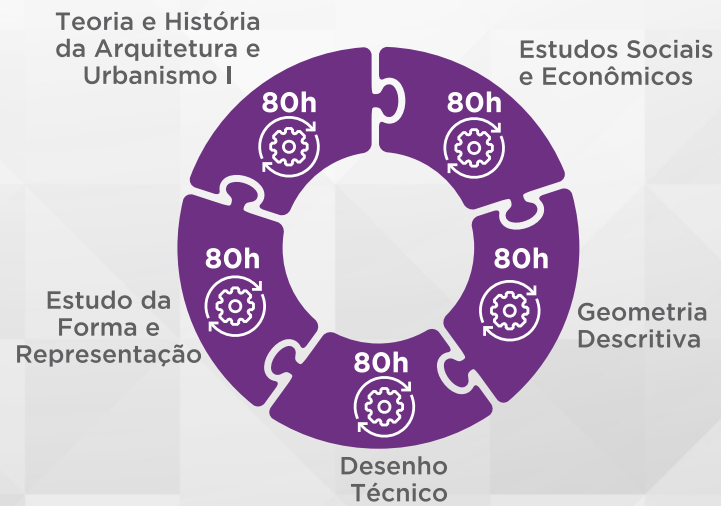 Teoria e História
da Arquitetura e
Urbanismo I
80h
Estudos Sociais
e Econômicos
80h
80h
Geometria
Descritiva
80h
Desenho
Técnico
80h
Estudo da
Forma e
Representação